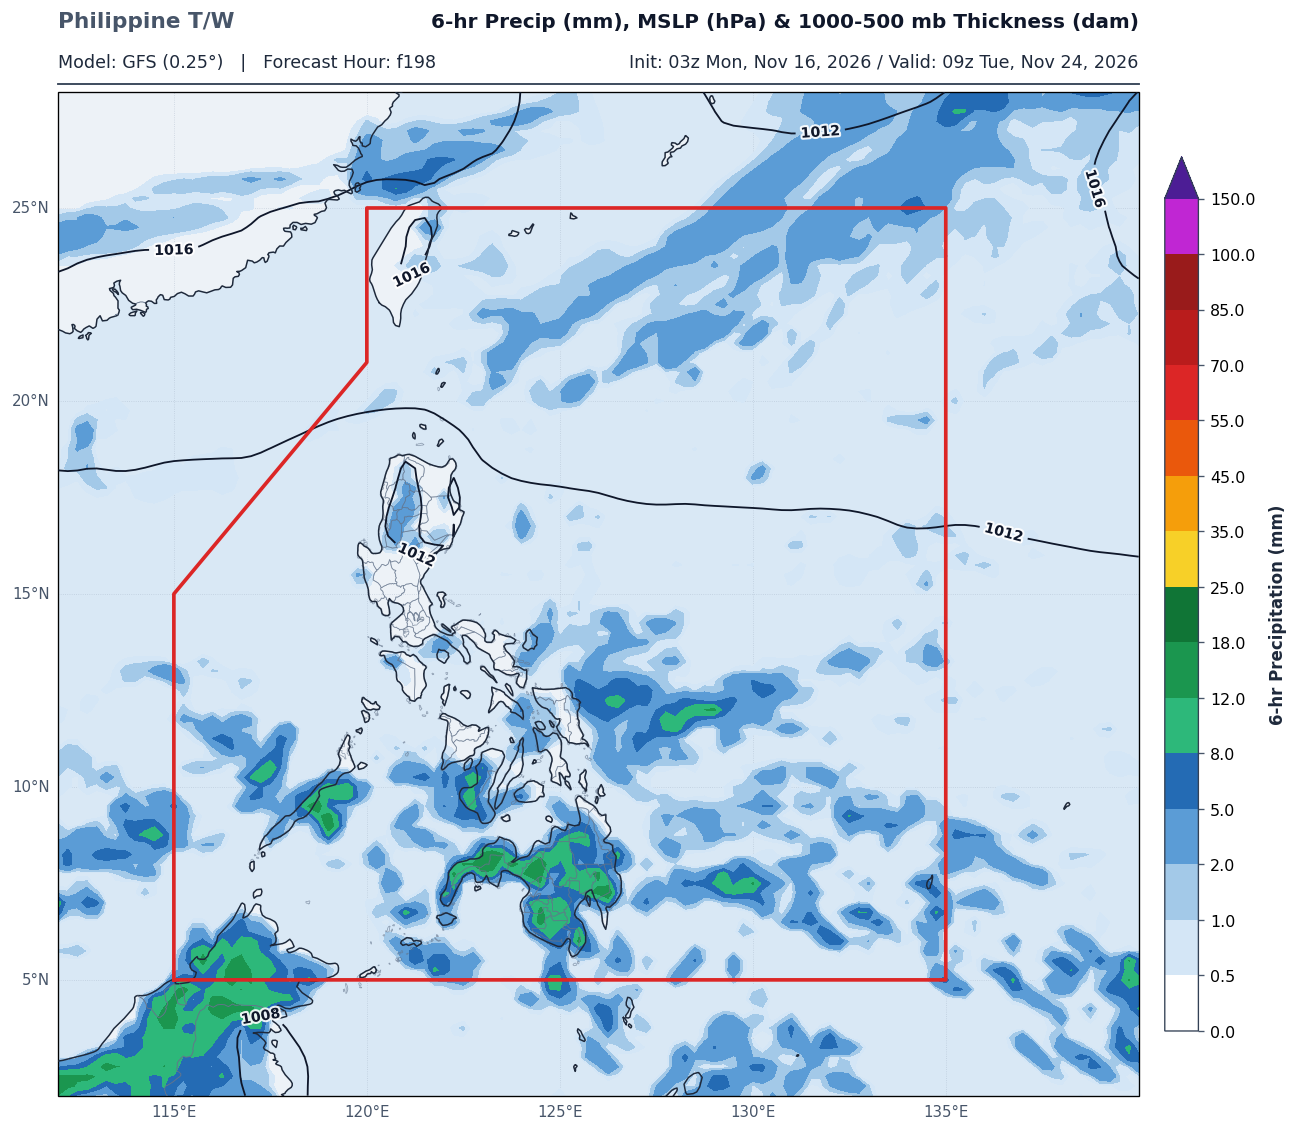 Philippine T/W
6-hr Precip (mm), MSLP (hPa) & 1000-500 mb Thickness (dam)
Model: GFS (0.25°) | Forecast Hour: f198
Init: 03z Mon, Nov 16, 2026 / Valid: 09z Tue, Nov 24, 2026
1012
1016
1016
1016
1012
1012
1008
25°N
20°N
15°N
10°N
5°N
115°E
120°E
125°E
130°E
135°E
150.0
100.0
85.0
70.0
55.0
45.0
35.0
25.0
18.0
12.0
8.0
5.0
2.0
1.0
0.5
0.0
6-hr Precipitation (mm)